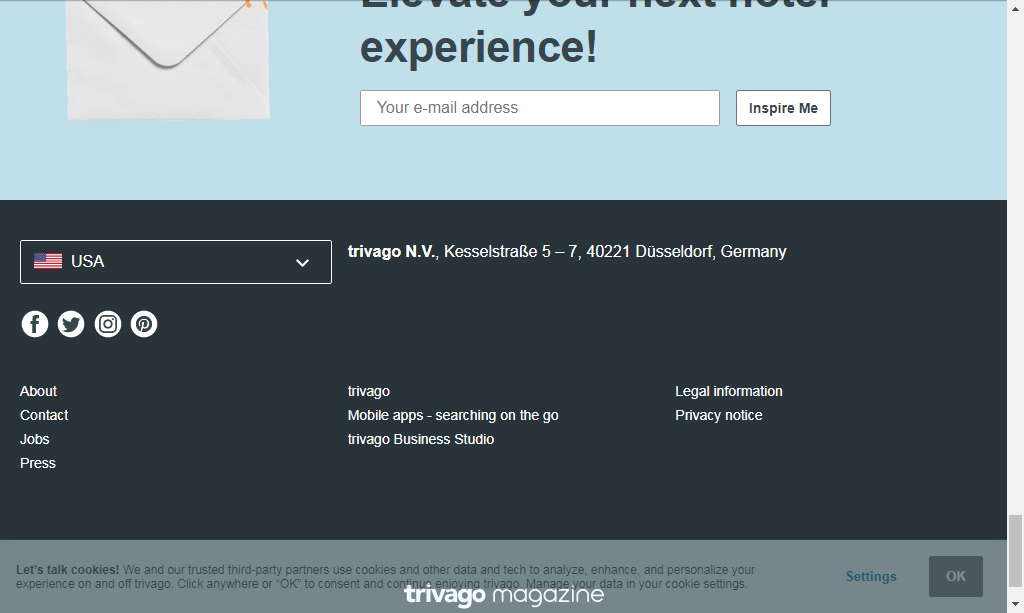 Elevate your next hotel
experience!
Your e-mail address
Inspire Me
USA
trivago N.V., Kesselstraße 5 – 7, 40221 Düsseldorf, Germany
About
Contact
Jobs
Press
trivago
Mobile apps - searching on the go
trivago Business Studio
Legal information
Privacy notice
Let's talk cookies! We and our trusted third-party partners use cookies and other data and tech to analyze, enhance, and personalize your
experience on and off trivago. Click anywhere or “OK” to consent and continue enjoying trivago. Manage your data in your cookie settings.
Settings
OK
trivago magazine